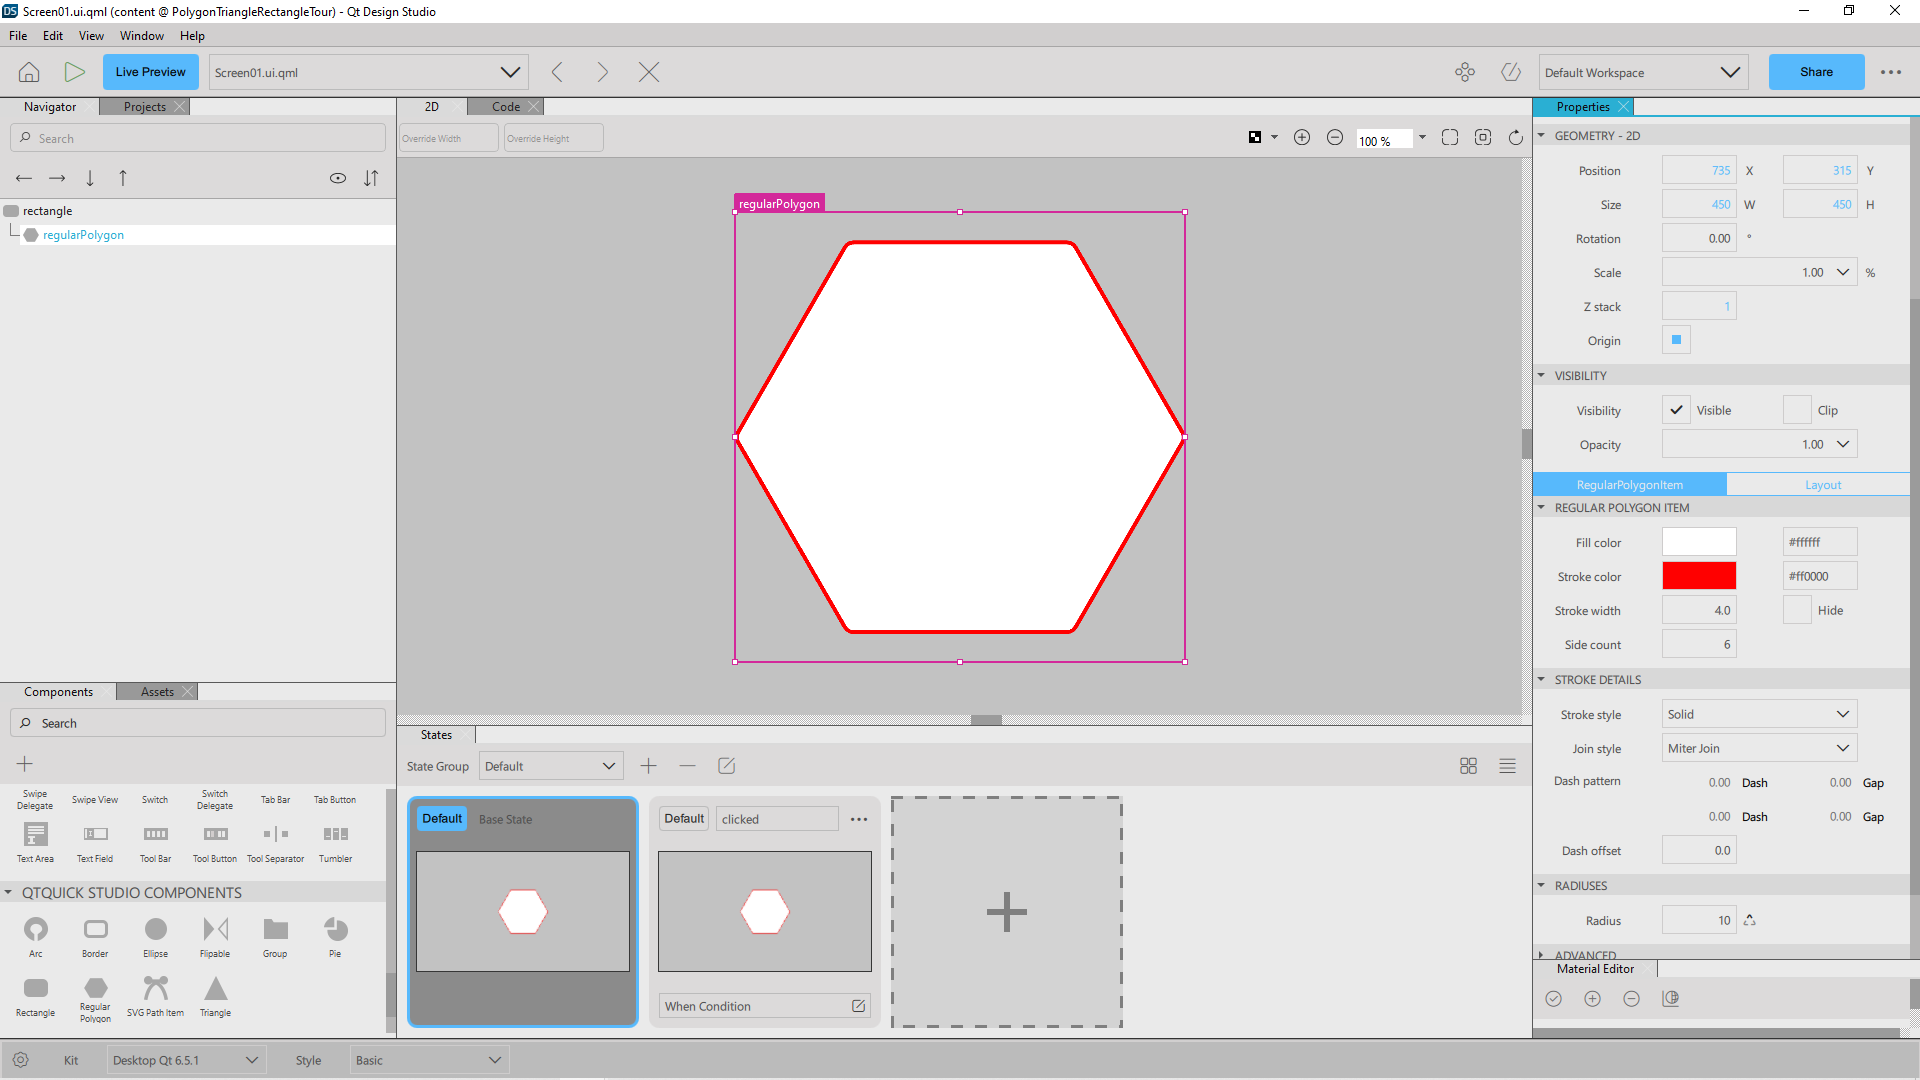 DS Screen01.ui.qml (content @ PolygonTriangleRectangleTour) - Qt Design Studio
File Edit View Window Help
Live Preview Screen01.ui.qml Default Workspace Share
Navigator Projects
Search
rectangle
regularPolygon
Components Assets
Search
Swipe Delegate
Swipe View
Switch
Switch Delegate
Tab Bar
Tab Button
Text Area
Text Field
Tool Bar
Tool Button
Tool Separator
Tumbler
QTQUICK STUDIO COMPONENTS
Arc
Border
Ellipse
Flipable
Group
Pie
Rectangle
Regular Polygon
SVG Path Item
Triangle
2D Code
Override Width Override Height 100 %
regularPolygon
States
State Group Default
Default Base State
Default clicked
When Condition
Properties
GEOMETRY - 2D
Position 735 X 315 Y
Size 450 W 450 H
Rotation 0.00 °
Scale 1.00 %
Z stack 1
Origin
VISIBILITY
Visibility Visible Clip
Opacity 1.00
RegularPolygonItem Layout
REGULAR POLYGON ITEM
Fill color #ffffff
Stroke color #ff0000
Stroke width 4.0 Hide
Side count 6
STROKE DETAILS
Stroke style Solid
Join style Miter Join
Dash pattern 0.00 Dash 0.00 Gap
0.00 Dash 0.00 Gap
Dash offset 0.0
RADIUSES
Radius 10
ADVANCED
Material Editor
Kit Desktop Qt 6.5.1 Style Basic